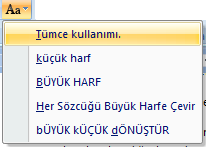 Aa
Tümce kullanımı.
küçük harf
BÜYÜK HARF
Her Sözcüğü Büyük Harfe Çevir
bÜYÜK kÜÇÜK dÖNÜŞTÜR